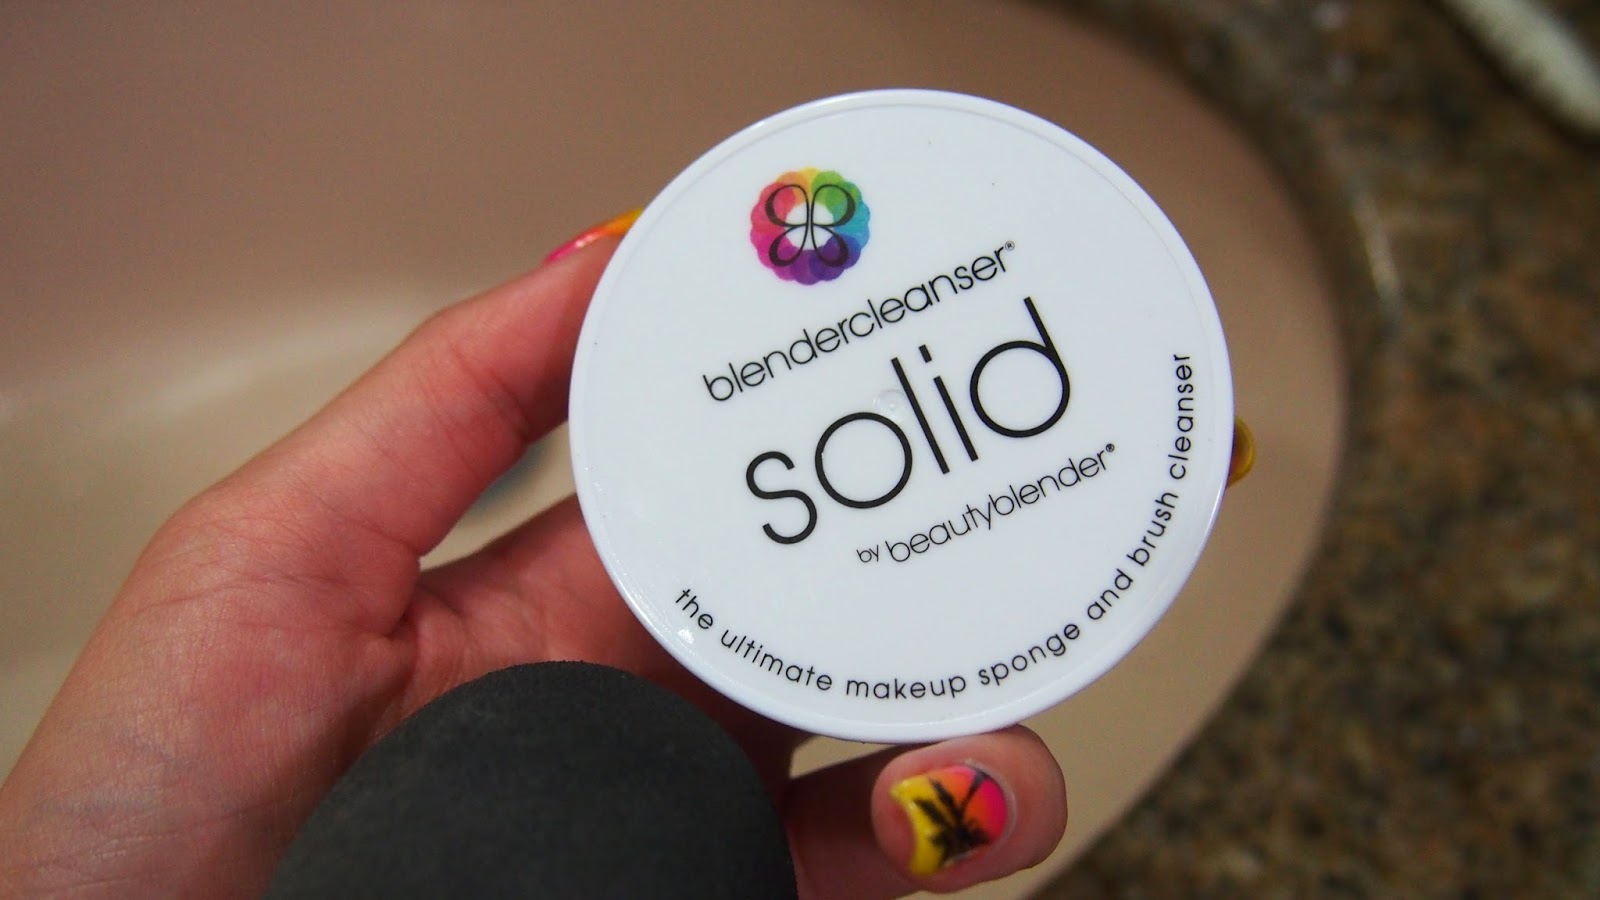 blendercleanser®
solid
by beautyblender®
the ultimate makeup sponge and brush cleanser